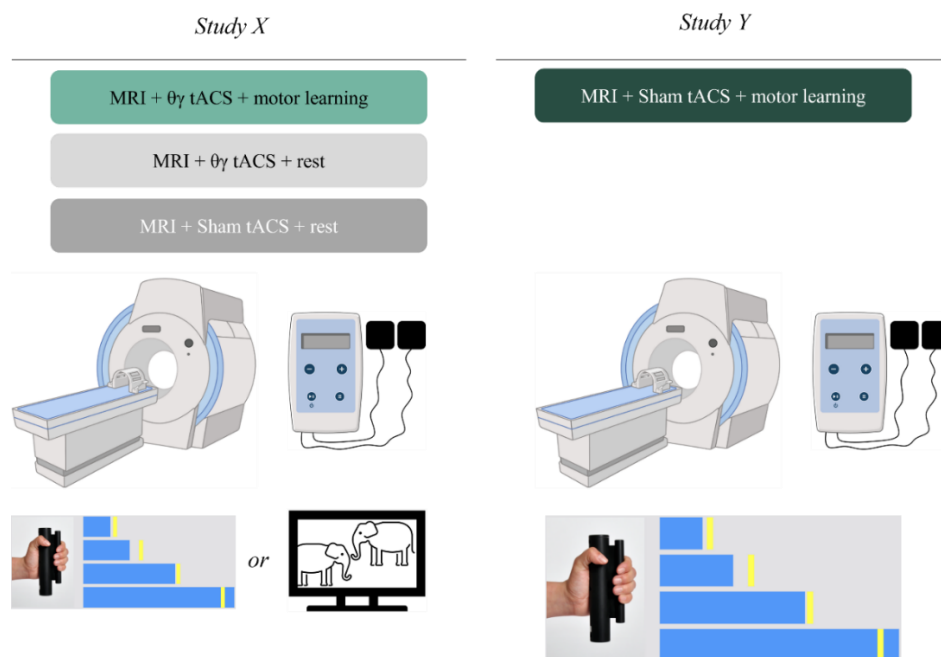 Study X
Study Y
MRI + θγ tACS + motor learning
MRI + Sham tACS + motor learning
MRI + θγ tACS + rest
MRI + Sham tACS + rest
or